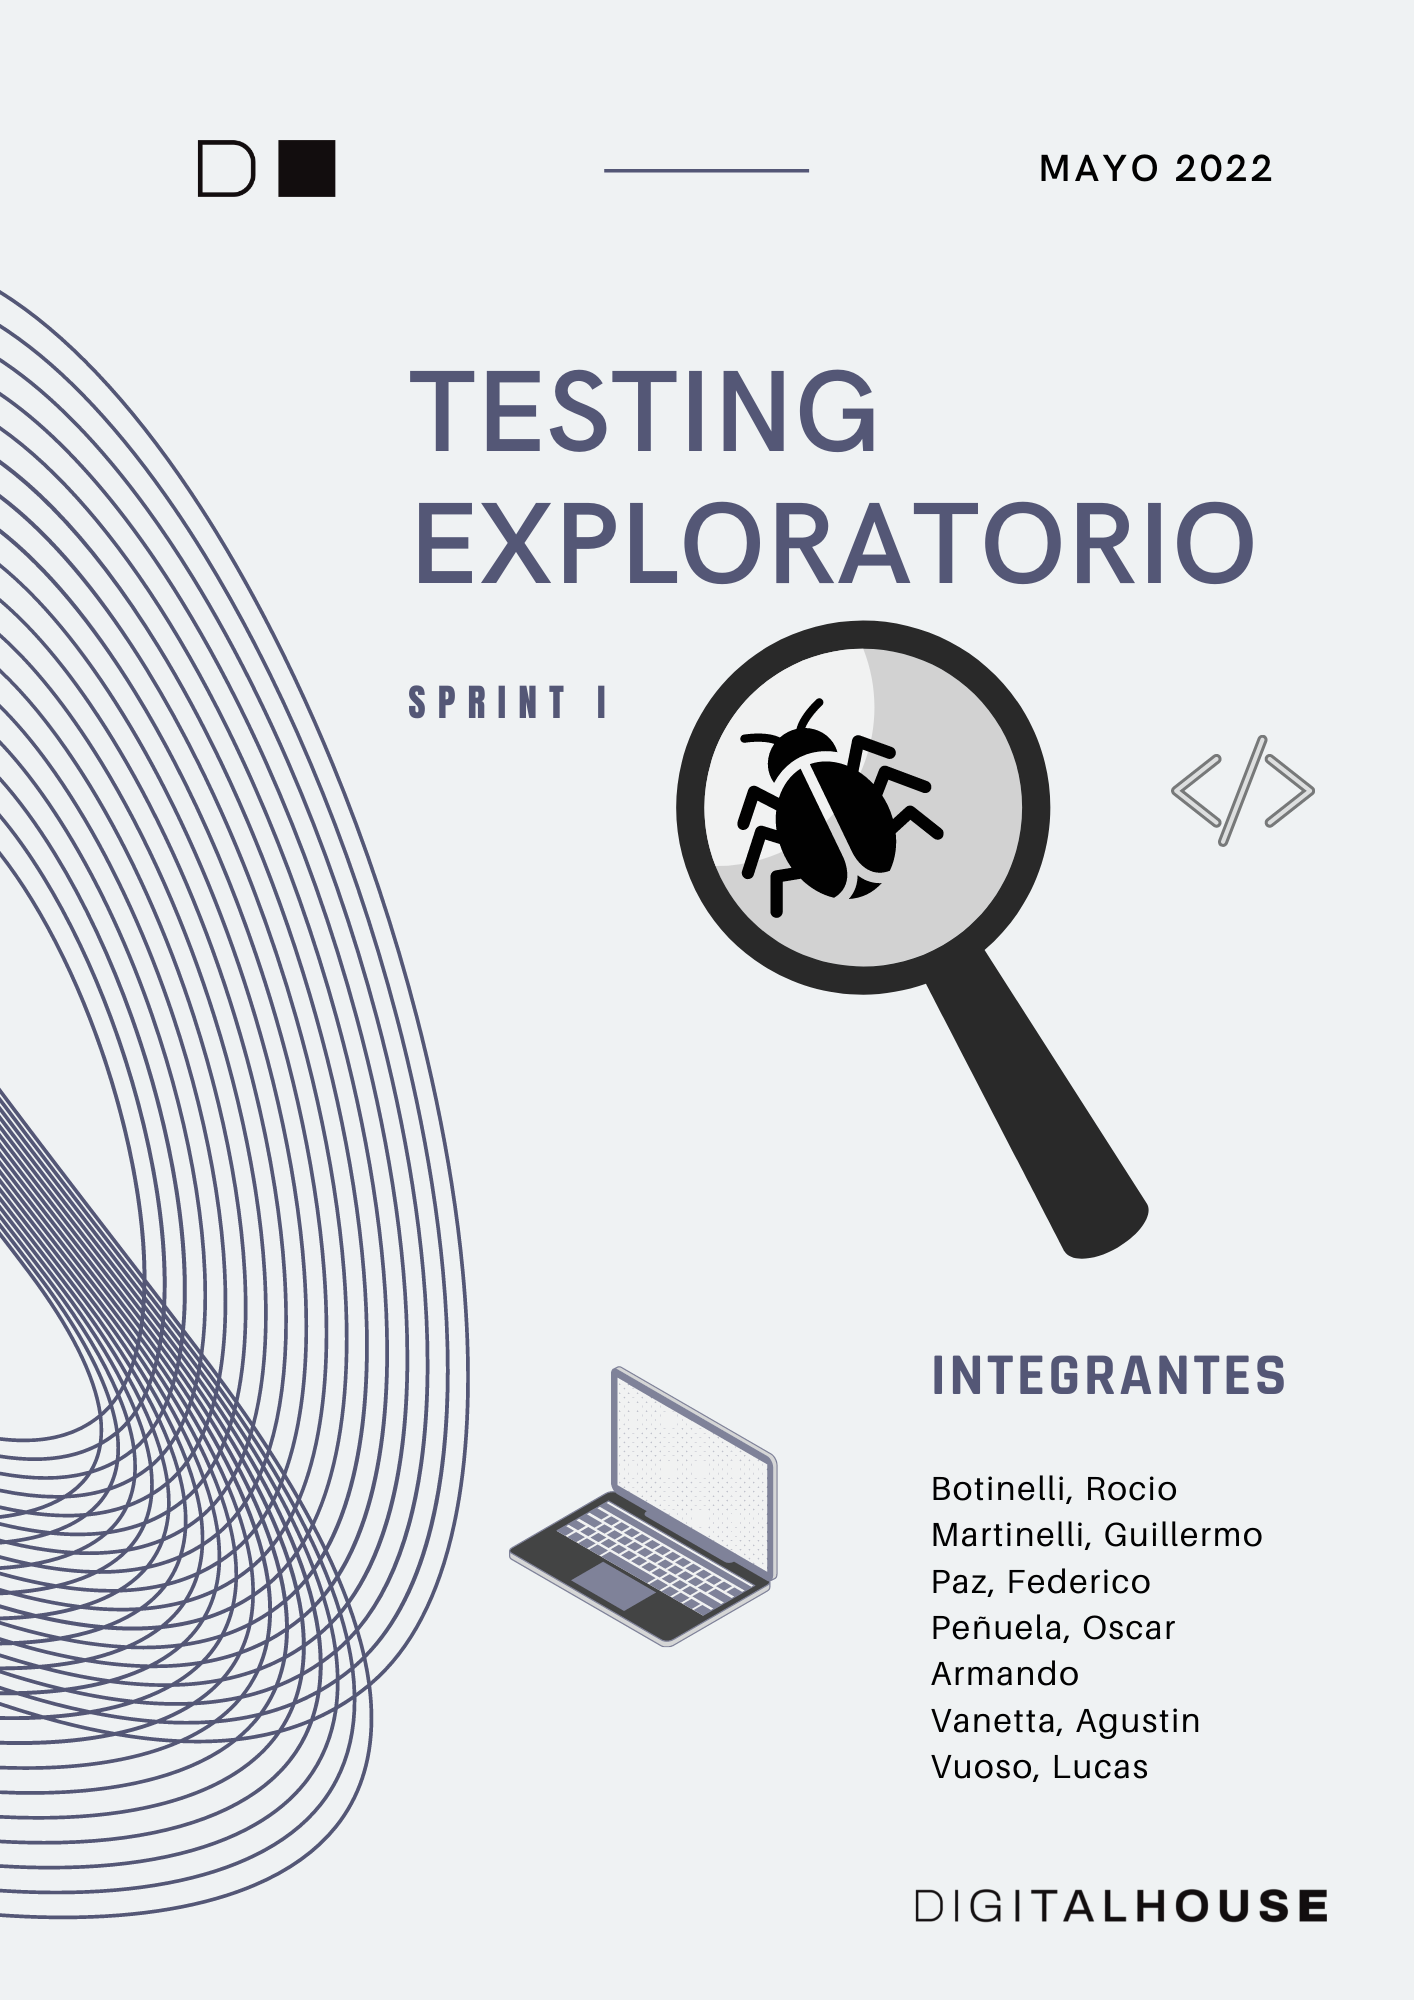 D
MAYO 2022
TESTING
EXPLORATORIO
SPRINT I
</>
INTEGRANTES
Botinelli, Rocio
Martinelli, Guillermo
Paz, Federico
Peñuela, Oscar
Armando
Vanetta, Agustin
Vuoso, Lucas
DIGITALHOUSE